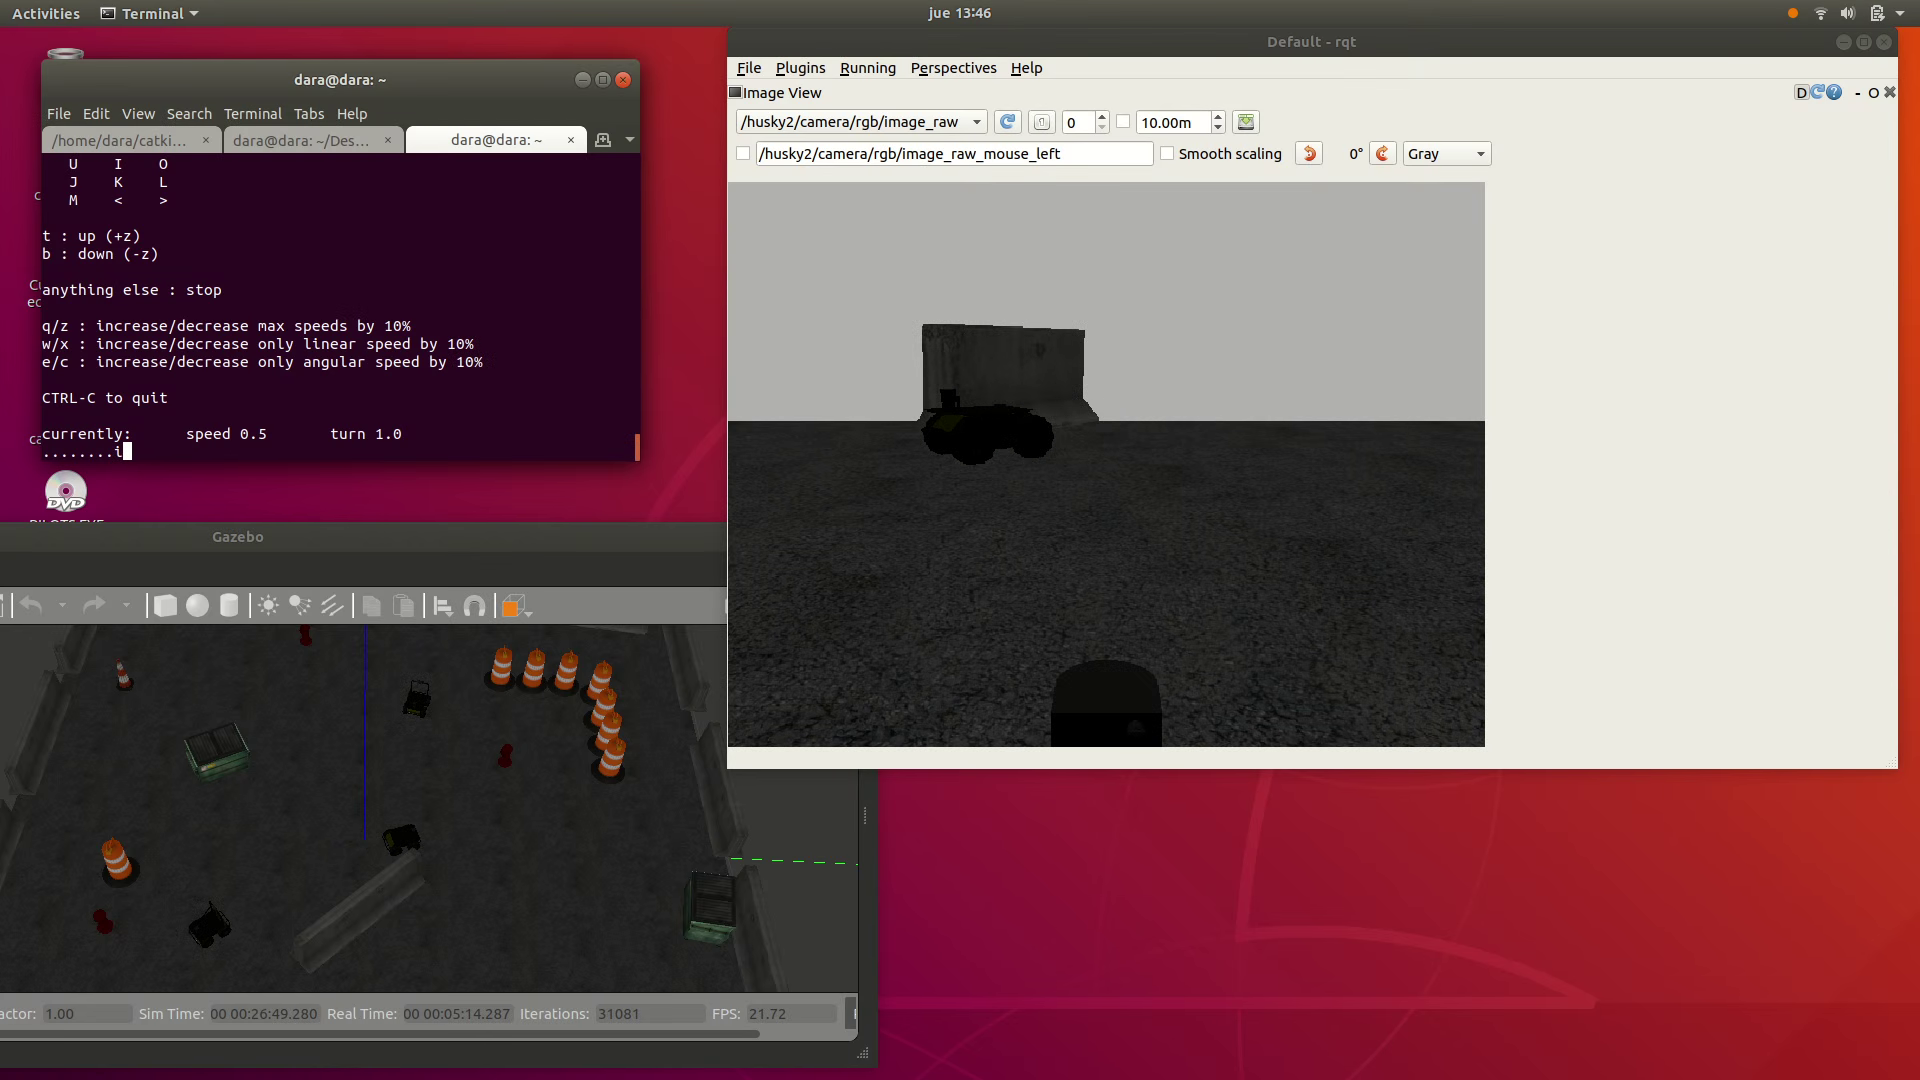 Activities Terminal jue 13:46
dara@dara: ~
File Edit View Search Terminal Tabs Help
/home/dara/catki... × dara@dara: ~/Des... × dara@dara: ~ ×
U I O
J K L
M < >
t : up (+z)
b : down (-z)
anything else : stop
q/z : increase/decrease max speeds by 10%
w/x : increase/decrease only linear speed by 10%
e/c : increase/decrease only angular speed by 10%
CTRL-C to quit
currently: speed 0.5 turn 1.0
........i
DVD
Default - rqt
File Plugins Running Perspectives Help
Image View D - O
/husky2/camera/rgb/image_raw 0 10.00m
/husky2/camera/rgb/image_raw_mouse_left Smooth scaling 0° Gray
Gazebo
actor: 1.00 Sim Time: 00 00:26:49.280 Real Time: 00 00:05:14.287 Iterations: 31081 FPS: 21.72